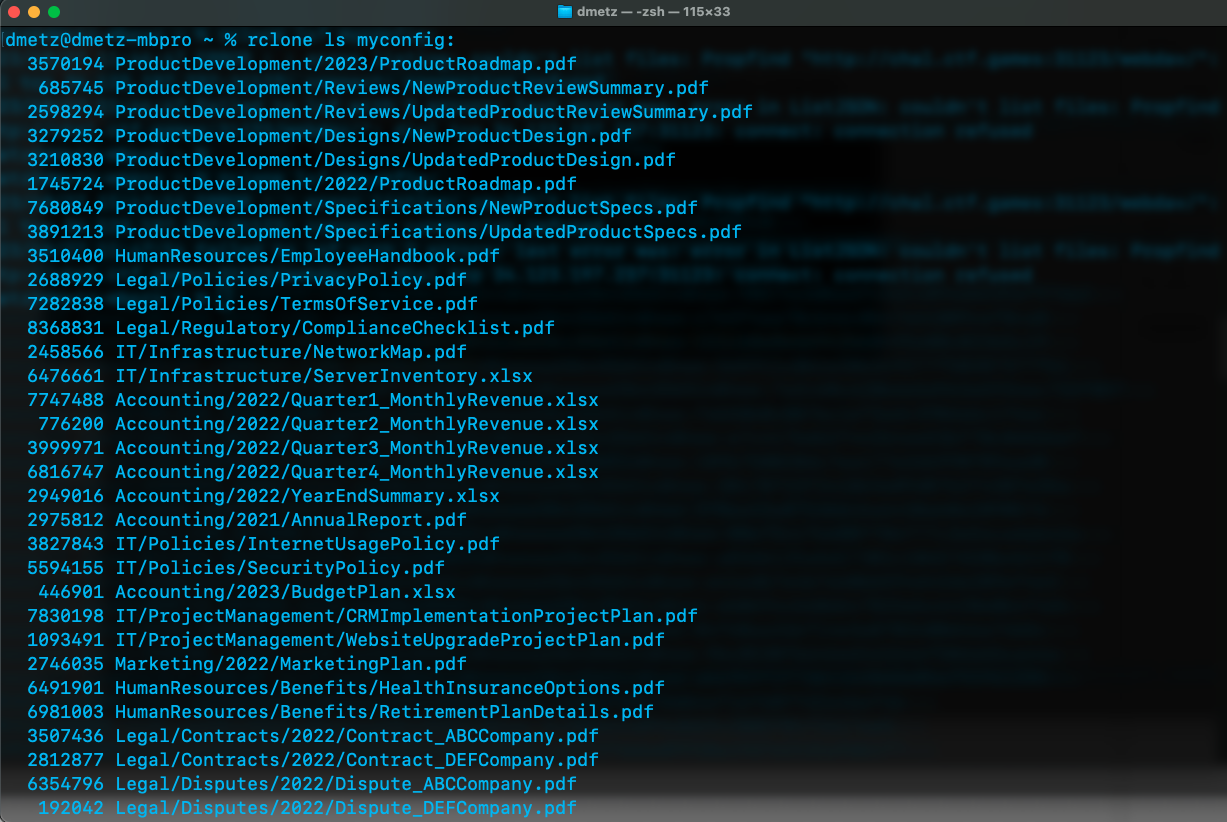 dmetz — -zsh — 115×33
dmetz@dmetz-mbpro ~ % rclone ls myconfig:
3570194 ProductDevelopment/2023/ProductRoadmap.pdf
685745 ProductDevelopment/Reviews/NewProductReviewSummary.pdf
2598294 ProductDevelopment/Reviews/UpdatedProductReviewSummary.pdf
3279252 ProductDevelopment/Designs/NewProductDesign.pdf
3210830 ProductDevelopment/Designs/UpdatedProductDesign.pdf
1745724 ProductDevelopment/2022/ProductRoadmap.pdf
7680849 ProductDevelopment/Specifications/NewProductSpecs.pdf
3891213 ProductDevelopment/Specifications/UpdatedProductSpecs.pdf
3510400 HumanResources/EmployeeHandbook.pdf
2688929 Legal/Policies/PrivacyPolicy.pdf
7282838 Legal/Policies/TermsOfService.pdf
8368831 Legal/Regulatory/ComplianceChecklist.pdf
2458566 IT/Infrastructure/NetworkMap.pdf
6476661 IT/Infrastructure/ServerInventory.xlsx
7747488 Accounting/2022/Quarter1_MonthlyRevenue.xlsx
776200 Accounting/2022/Quarter2_MonthlyRevenue.xlsx
3999971 Accounting/2022/Quarter3_MonthlyRevenue.xlsx
6816747 Accounting/2022/Quarter4_MonthlyRevenue.xlsx
2949016 Accounting/2022/YearEndSummary.xlsx
2975812 Accounting/2021/AnnualReport.pdf
3827843 IT/Policies/InternetUsagePolicy.pdf
5594155 IT/Policies/SecurityPolicy.pdf
446901 Accounting/2023/BudgetPlan.xlsx
7830198 IT/ProjectManagement/CRMImplementationProjectPlan.pdf
1093491 IT/ProjectManagement/WebsiteUpgradeProjectPlan.pdf
2746035 Marketing/2022/MarketingPlan.pdf
6491901 HumanResources/Benefits/HealthInsuranceOptions.pdf
6981003 HumanResources/Benefits/RetirementPlanDetails.pdf
3507436 Legal/Contracts/2022/Contract_ABCCompany.pdf
2812877 Legal/Contracts/2022/Contract_DEFCompany.pdf
6354796 Legal/Disputes/2022/Dispute_ABCCompany.pdf
192042 Legal/Disputes/2022/Dispute_DEFCompany.pdf